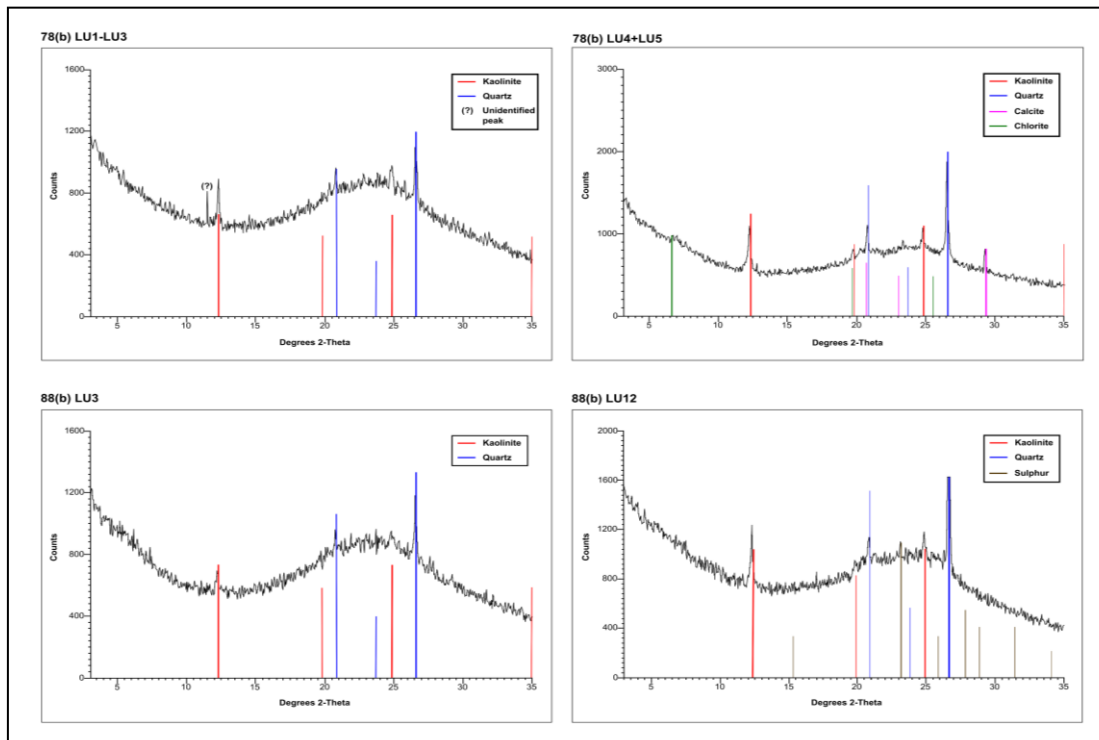 78(b) LU1-LU3
1600
1200
800
400
0
Counts
5
10
15
20
25
30
35
Degrees 2-Theta
(?)
Kaolinite
Quartz
(?) Unidentified
peak
78(b) LU4+LU5
3000
2000
1000
0
Counts
5
10
15
20
25
30
35
Degrees 2-Theta
Kaolinite
Quartz
Calcite
Chlorite
88(b) LU3
1600
1200
800
400
0
Counts
5
10
15
20
25
30
35
Degrees 2-Theta
Kaolinite
Quartz
88(b) LU12
2000
1600
1200
800
400
0
Counts
5
10
15
20
25
30
35
Degrees 2-Theta
Kaolinite
Quartz
Sulphur